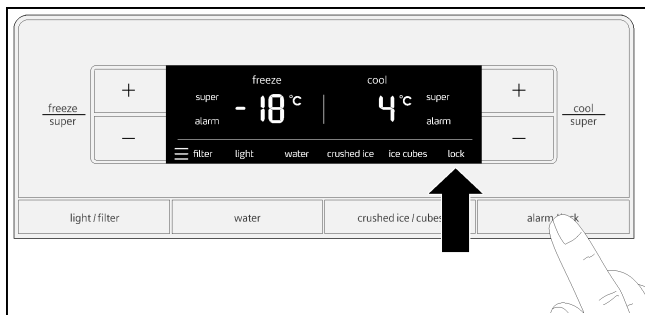 freeze cool
super -18 °C 4 °C super
alarm alarm
filter light water crushed ice ice cubes lock
freeze
super
+
−
+
−
cool
super
light / filter water crushed ice / cubes alarm